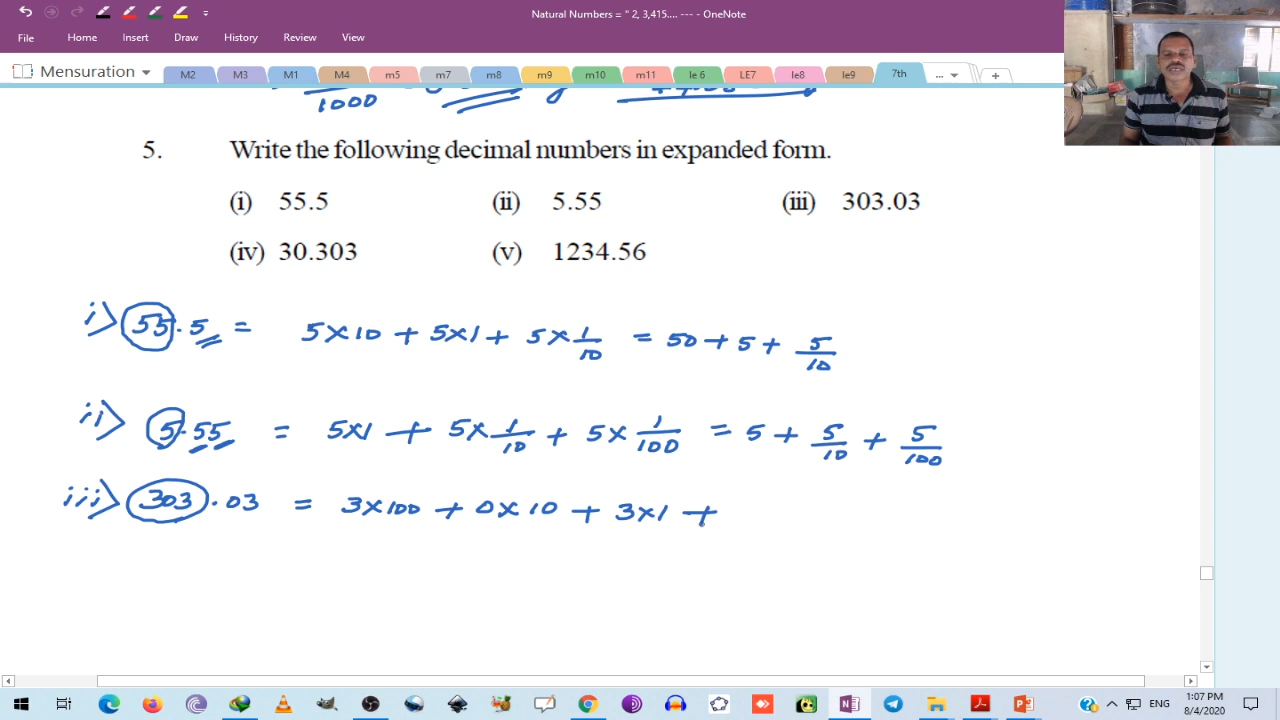 Natural Numbers = " 2, 3,415.... --- - OneNote
File Home Insert Draw History Review View
Mensuration M2 M3 M1 M4 m5 m7 m8 m9 m10 m11 le 6 LE7 le8 le9 7th ... +
1000
5. Write the following decimal numbers in expanded form.
(i) 55.5 (ii) 5.55 (iii) 303.03
(iv) 30.303 (v) 1234.56
i) 55.5 = 5×10 + 5×1 + 5×1/10 = 50 + 5 + 5/10
ii) 5.55 = 5×1 + 5×1/10 + 5×1/100 = 5 + 5/10 + 5/100
iii) 303.03 = 3×100 + 0×10 + 3×1 +
ENG 1:07 PM
8/4/2020